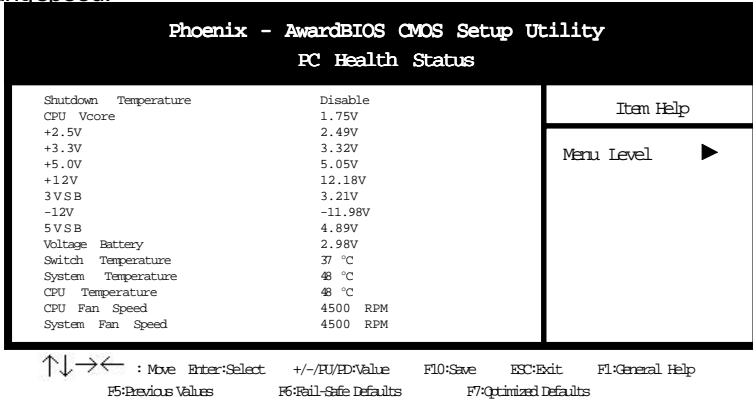 Phoenix - AwardBIOS CMOS Setup Utility
PC Health Status
Shutdown Temperature Disable
CPU Vcore 1.75V
+2.5V 2.49V
+3.3V 3.32V
+5.0V 5.05V
+12V 12.18V
3VSB 3.21V
-12V -11.98V
5VSB 4.89V
Voltage Battery 2.98V
Switch Temperature 37 °C
System Temperature 48 °C
CPU Temperature 48 °C
CPU Fan Speed 4500 RPM
System Fan Speed 4500 RPM
Item Help
Menu Level ▶
↑↓→← : Move Enter:Select +/-/PU/PD:Value F10:Save ESC:Exit F1:General Help
F5:Previous Values F6:Fail-Safe Defaults F7:Optimized Defaults